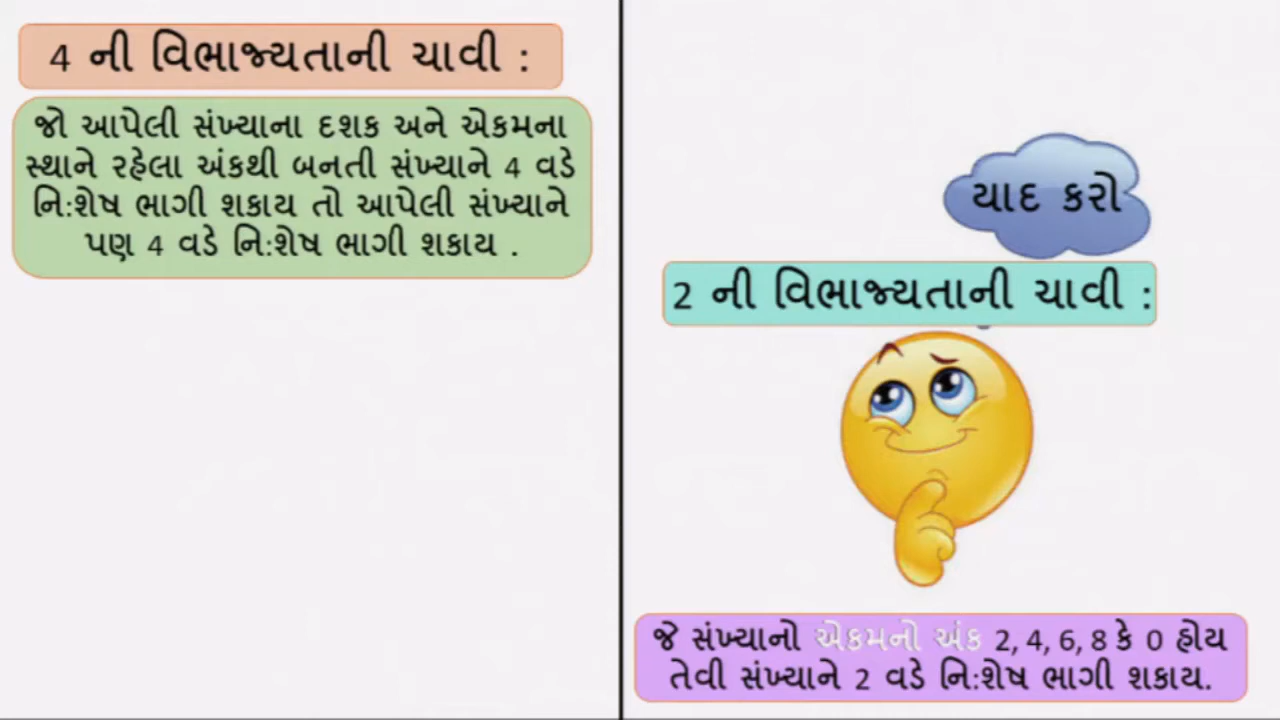 4 ની વિભાજ્યતાની ચાવી :
જો આપેલી સંખ્યાના દશક અને એકમના
સ્થાને રહેલા અંકથી બનતી સંખ્યાને 4 વડે
નિ:શેષ ભાગી શકાય તો આપેલી સંખ્યાને
પણ 4 વડે નિ:શેષ ભાગી શકાય .
યાદ કરો
2 ની વિભાજ્યતાની ચાવી :
જે સંખ્યાનો એકમનો અંક 2, 4, 6, 8 કે 0 હોય
તેવી સંખ્યાને 2 વડે નિ:શેષ ભાગી શકાય.